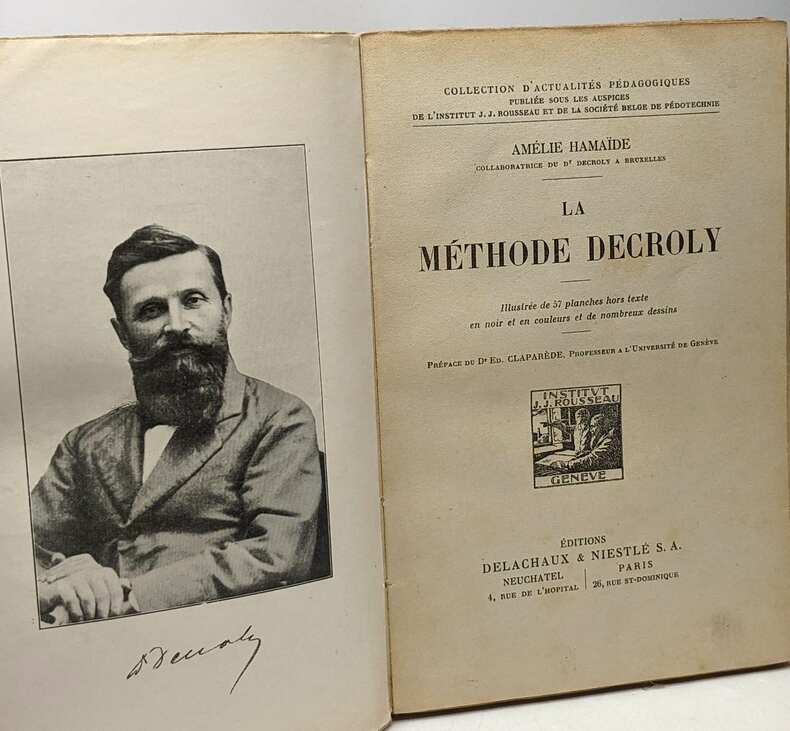 Dr Decroly
COLLECTION D'ACTUALITÉS PÉDAGOGIQUES
PUBLIÉE SOUS LES AUSPICES
DE L'INSTITUT J. J. ROUSSEAU ET DE LA SOCIÉTÉ BELGE DE PÉDOTECHNIE
AMÉLIE HAMAÏDE
COLLABORATRICE DU Dr DECROLY A BRUXELLES
LA
MÉTHODE DECROLY
Illustrée de 57 planches hors texte
en noir et en couleurs et de nombreux dessins
PRÉFACE DU Dr ED. CLAPARÈDE, PROFESSEUR A L'UNIVERSITÉ DE GENÈVE
INSTITVT
J. J. ROUSSEAU
GENEVE
ÉDITIONS
DELACHAUX & NIESTLÉ S. A.
NEUCHATEL | PARIS
4, RUE DE L'HOPITAL | 26, RUE ST-DOMINIQUE